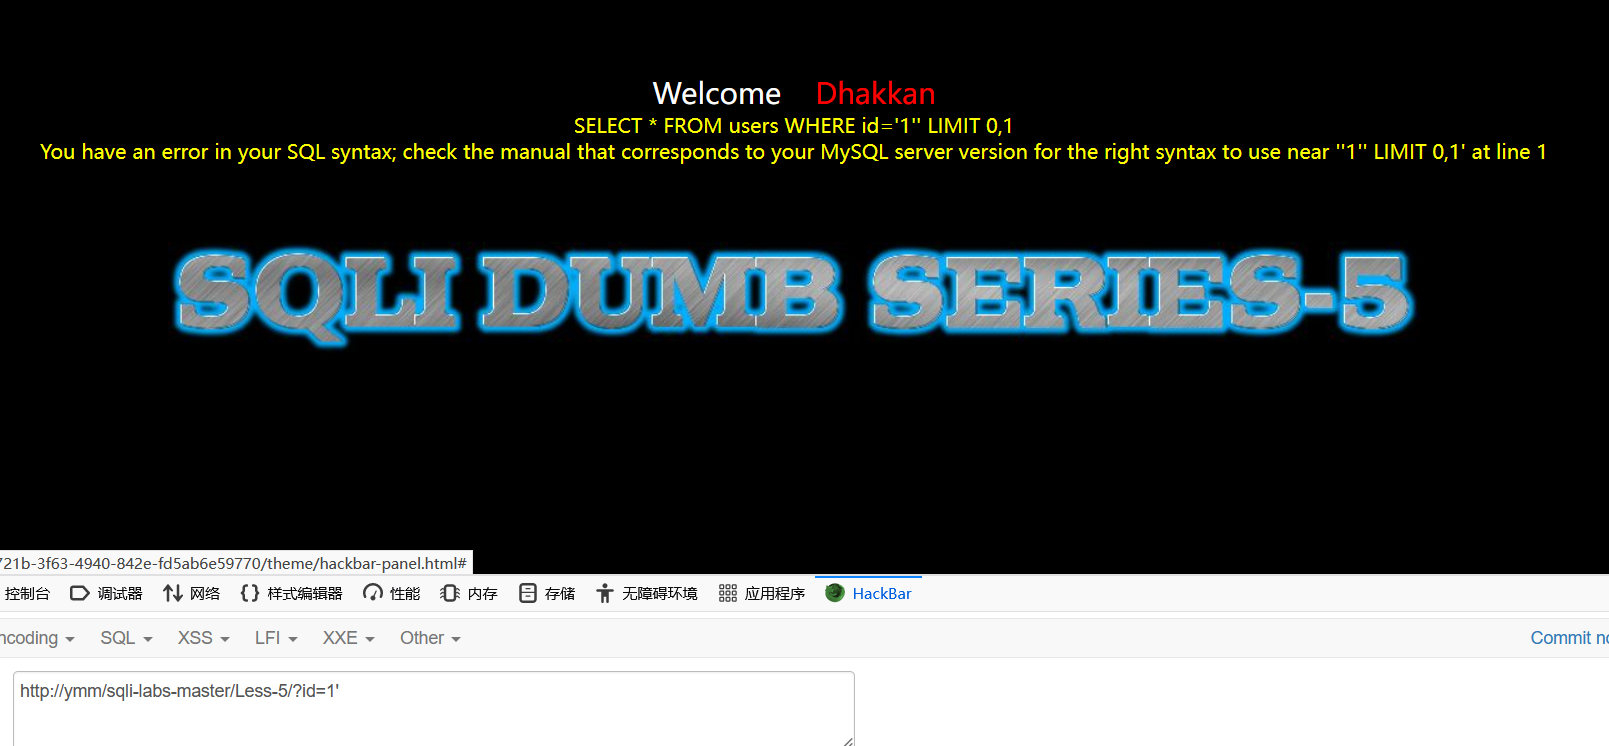 Welcome Dhakkan
SELECT * FROM users WHERE id='1'' LIMIT 0,1
You have an error in your SQL syntax; check the manual that corresponds to your MySQL server version for the right syntax to use near ''1'' LIMIT 0,1' at line 1
SQLI DUMB SERIES-5
721b-3f63-4940-842e-fd5ab6e59770/theme/hackbar-panel.html#
控制台 调试器 网络 样式编辑器 性能 内存 存储 无障碍环境 应用程序 HackBar
ncoding SQL XSS LFI XXE Other Commit no
http://ymm/sqli-labs-master/Less-5/?id=1'